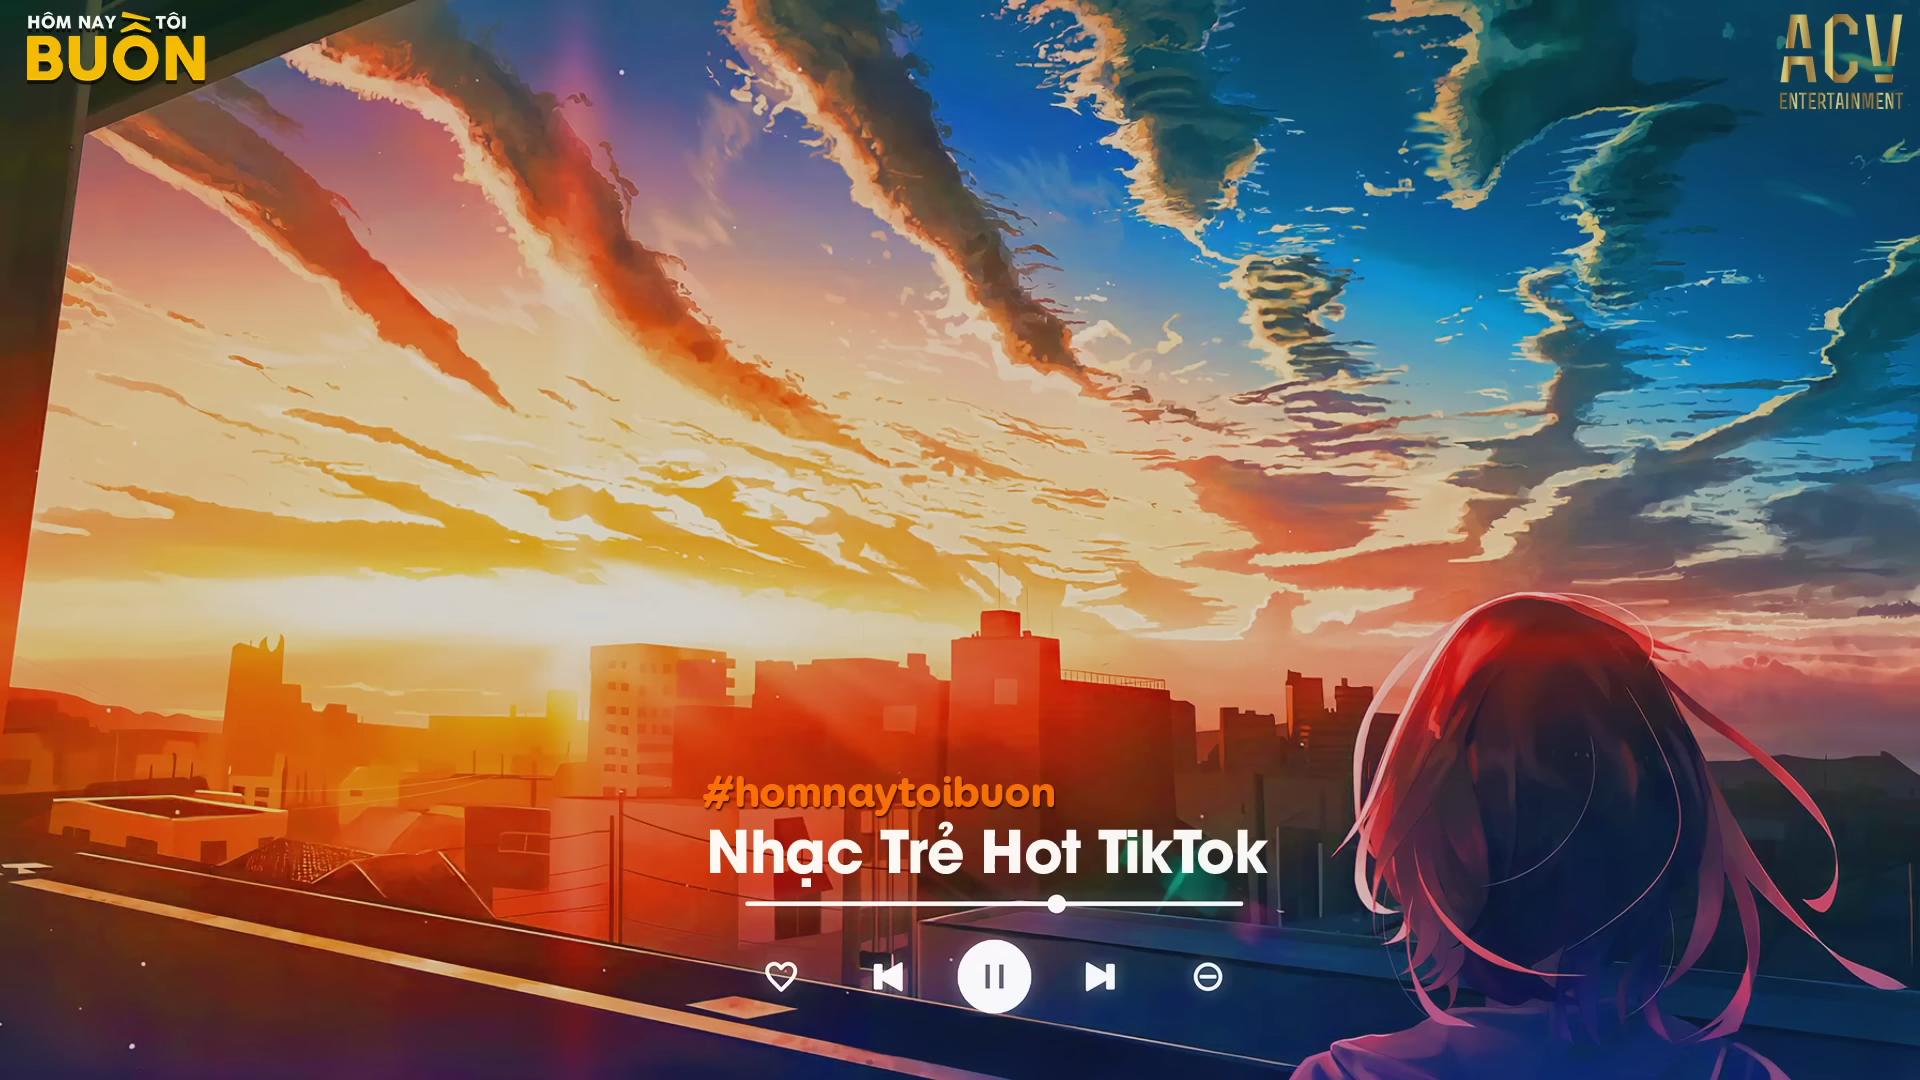 HÔM NAY TÔI
BUỒN
ACV
ENTERTAINMENT
#homnaytoibuon
Nhạc Trẻ Hot TikTok